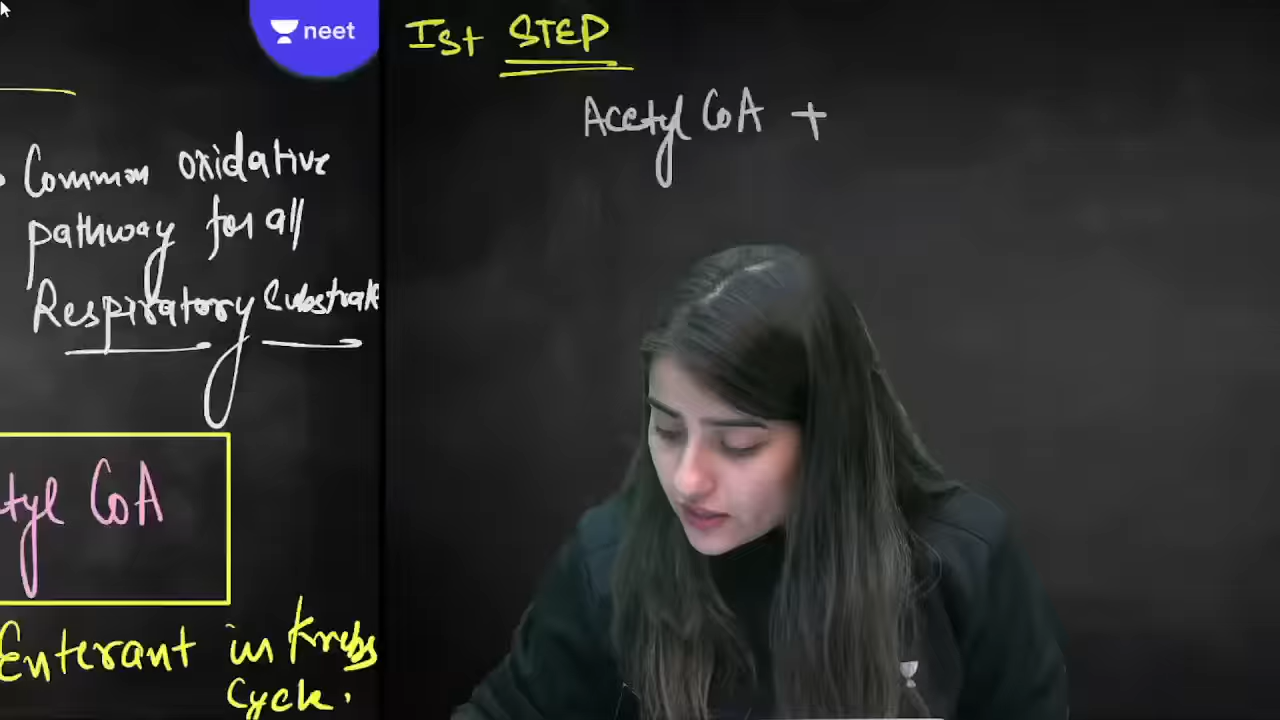 neet
Ist STEP
Acetyl CoA +
Common oxidative
pathway for all
Respiratory Substrate
tyl CoA
Enterant in Krebs
Cycle.